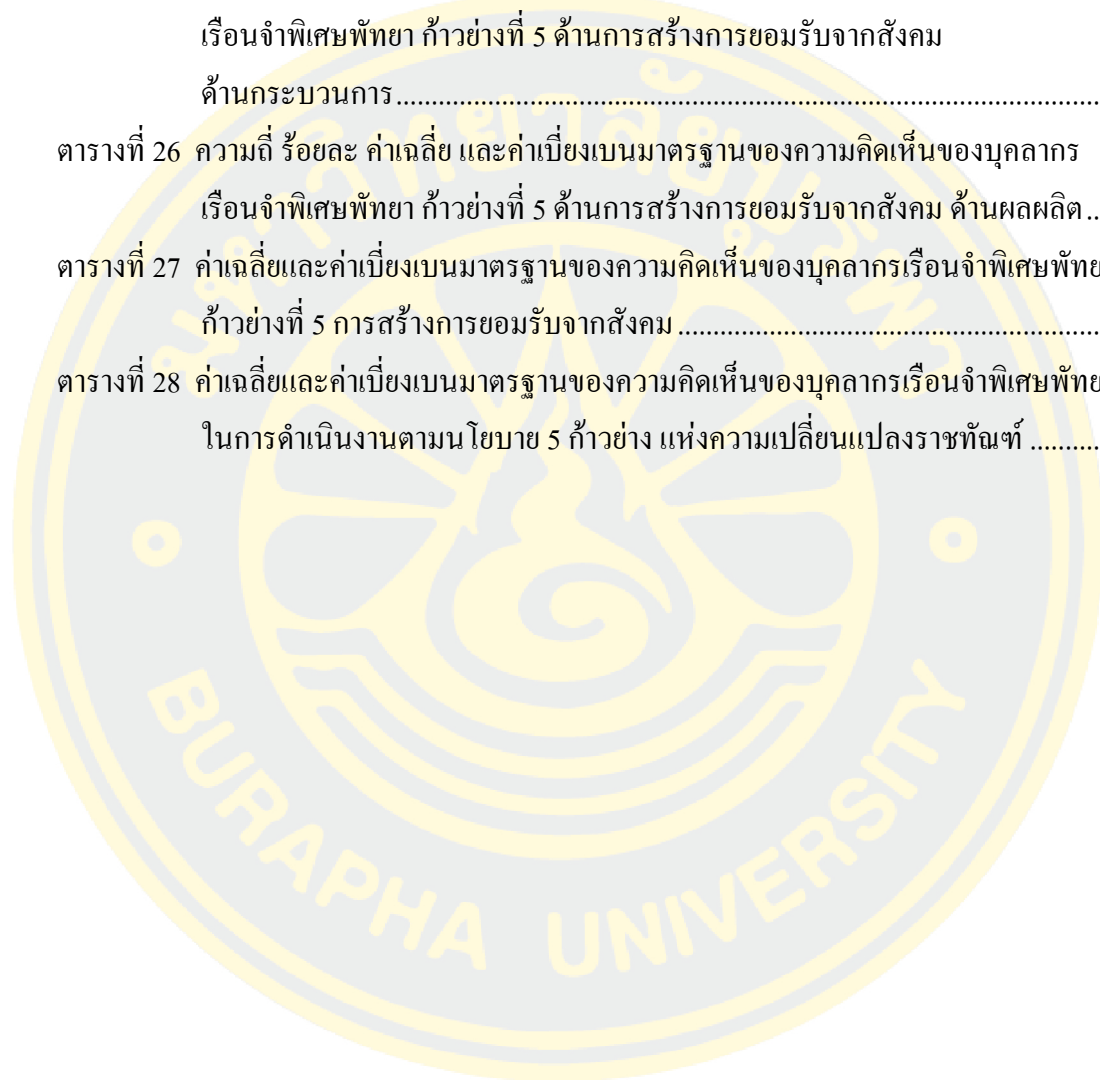 เรือนจำพิเศษพัทยา ก้าวย่างที่ 5 ด้านการสร้างการยอมรับจากสังคม
ด้านกระบวนการ..........................................................................................
ตารางที่ 26 ความถี่ ร้อยละ ค่าเฉลี่ย และค่าเบี่ยงเบนมาตรฐานของความคิดเห็นของบุคลากร
เรือนจำพิเศษพัทยา ก้าวย่างที่ 5 ด้านการสร้างการยอมรับจากสังคม ด้านผลผลิต..
ตารางที่ 27 ค่าเฉลี่ยและค่าเบี่ยงเบนมาตรฐานของความคิดเห็นของบุคลากรเรือนจำพิเศษพัทย
ก้าวย่างที่ 5 การสร้างการยอมรับจากสังคม......................................................
ตารางที่ 28 ค่าเฉลี่ยและค่าเบี่ยงเบนมาตรฐานของความคิดเห็นของบุคลากรเรือนจำพิเศษพัทย
ในการดำเนินงานตามนโยบาย 5 ก้าวย่าง แห่งความเปลี่ยนแปลงราชทัณฑ์..........
มหาวิทยาลัยบูรพา
BURAPHA UNIVERSITY